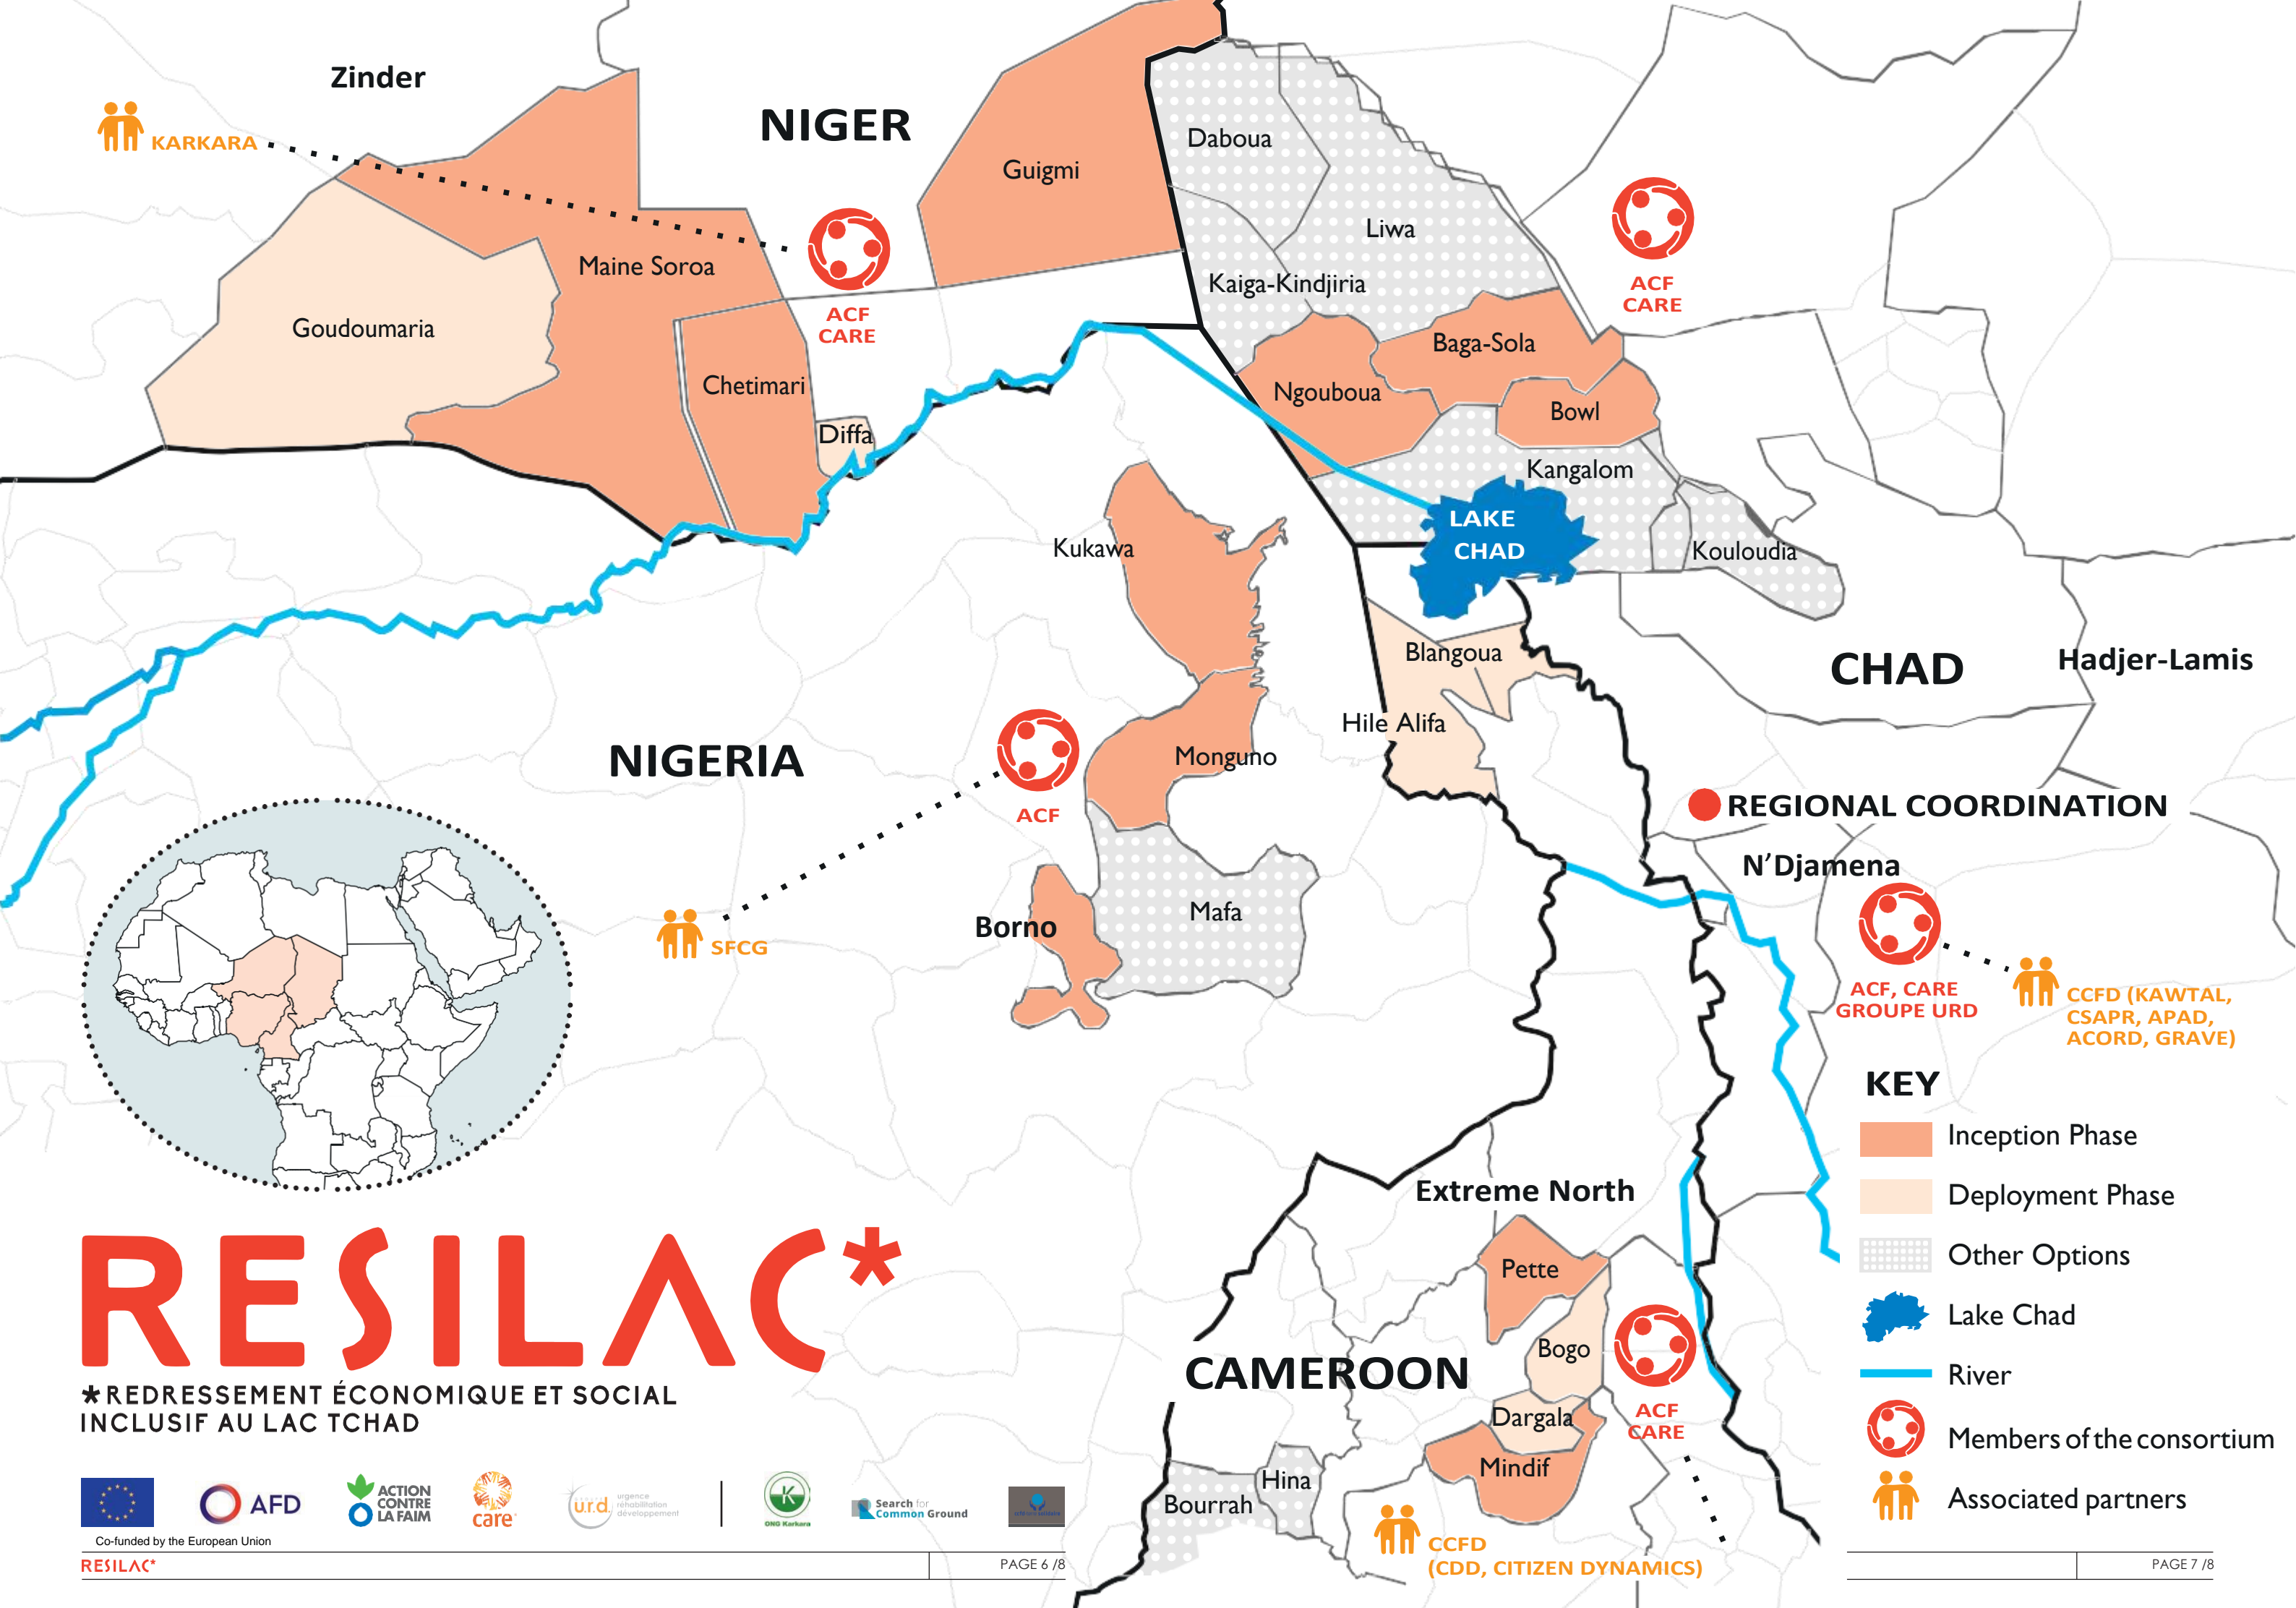 Zinder
KARKARA
NIGER
Guigmi
Daboua
Liwa
Kaiga-Kindjiria
ACF
CARE
Maine Soroa
Goudoumaria
ACF
CARE
Chetimari
Diffa
Baga-Sola
Ngouboua
Bowl
Kangalom
LAKE
CHAD
Kouloudia
Kukawa
Blangoua
CHAD
Hadjer-Lamis
Hile Alifa
NIGERIA
Monguno
ACF
REGIONAL COORDINATION
N'Djamena
Mafa
Borno
SFCG
ACF, CARE
GROUPE URD
CCFD (KAWTAL,
CSAPR, APAD,
ACORD, GRAVE)
KEY
Inception Phase
Deployment Phase
Other Options
Lake Chad
River
Members of the consortium
Associated partners
Extreme North
Pette
Bogo
CAMEROON
Dargala
ACF
CARE
Mindif
Hina
Bourrah
CCFD
(CDD, CITIZEN DYNAMICS)
RESILAC*
*REDRESSEMENT ÉCONOMIQUE ET SOCIAL
INCLUSIF AU LAC TCHAD
AFD
ACTION
CONTRE
LA FAIM
care
u.r.d.
urgence
réhabilitation
développement
K
ONG Karkara
Search for
Common Ground
Co-funded by the European Union
RESILAC*
PAGE 6 /8
PAGE 7 /8